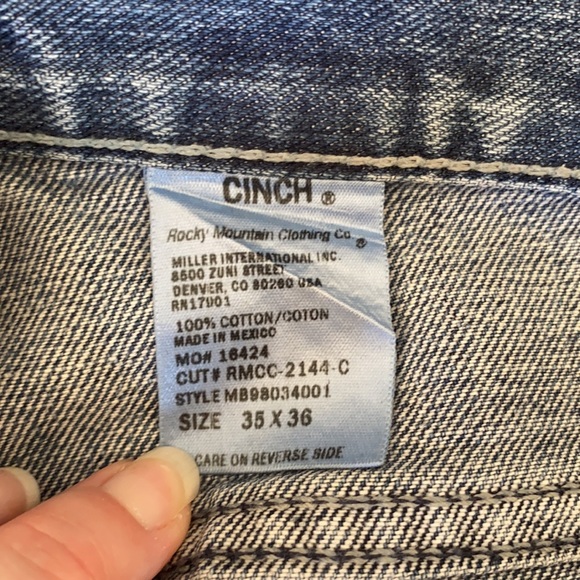 CINCH ®
Rocky Mountain Clothing Co. ®
MILLER INTERNATIONAL INC.
8500 ZUNI STREET
DENVER, CO 80260 USA
RN17901
100% COTTON/COTON
MADE IN MEXICO
MO# 16424
CUT# RMCC-2144-C
STYLE MB98034001
SIZE 35 X 36
CARE ON REVERSE SIDE